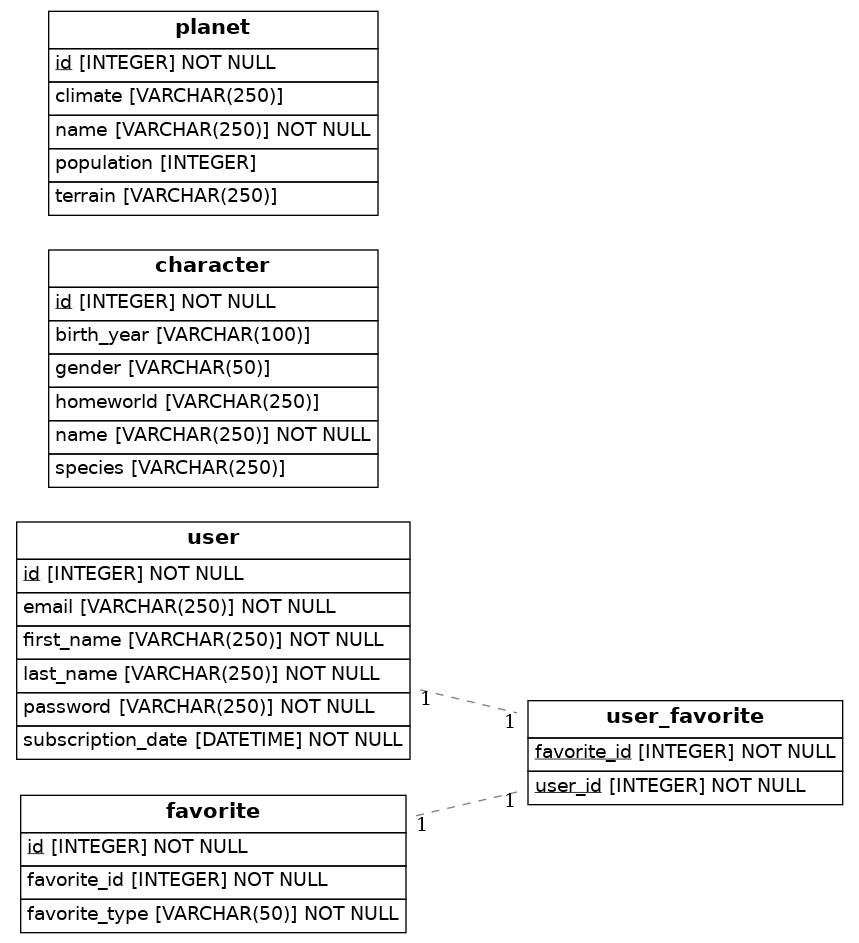 planet
id [INTEGER] NOT NULL
climate [VARCHAR(250)]
name [VARCHAR(250)] NOT NULL
population [INTEGER]
terrain [VARCHAR(250)]
character
id [INTEGER] NOT NULL
birth_year [VARCHAR(100)]
gender [VARCHAR(50)]
homeworld [VARCHAR(250)]
name [VARCHAR(250)] NOT NULL
species [VARCHAR(250)]
user
id [INTEGER] NOT NULL
email [VARCHAR(250)] NOT NULL
first_name [VARCHAR(250)] NOT NULL
last_name [VARCHAR(250)] NOT NULL
password [VARCHAR(250)] NOT NULL
subscription_date [DATETIME] NOT NULL
1
1
favorite
id [INTEGER] NOT NULL
favorite_id [INTEGER] NOT NULL
favorite_type [VARCHAR(50)] NOT NULL
1
1
user_favorite
favorite_id [INTEGER] NOT NULL
user_id [INTEGER] NOT NULL